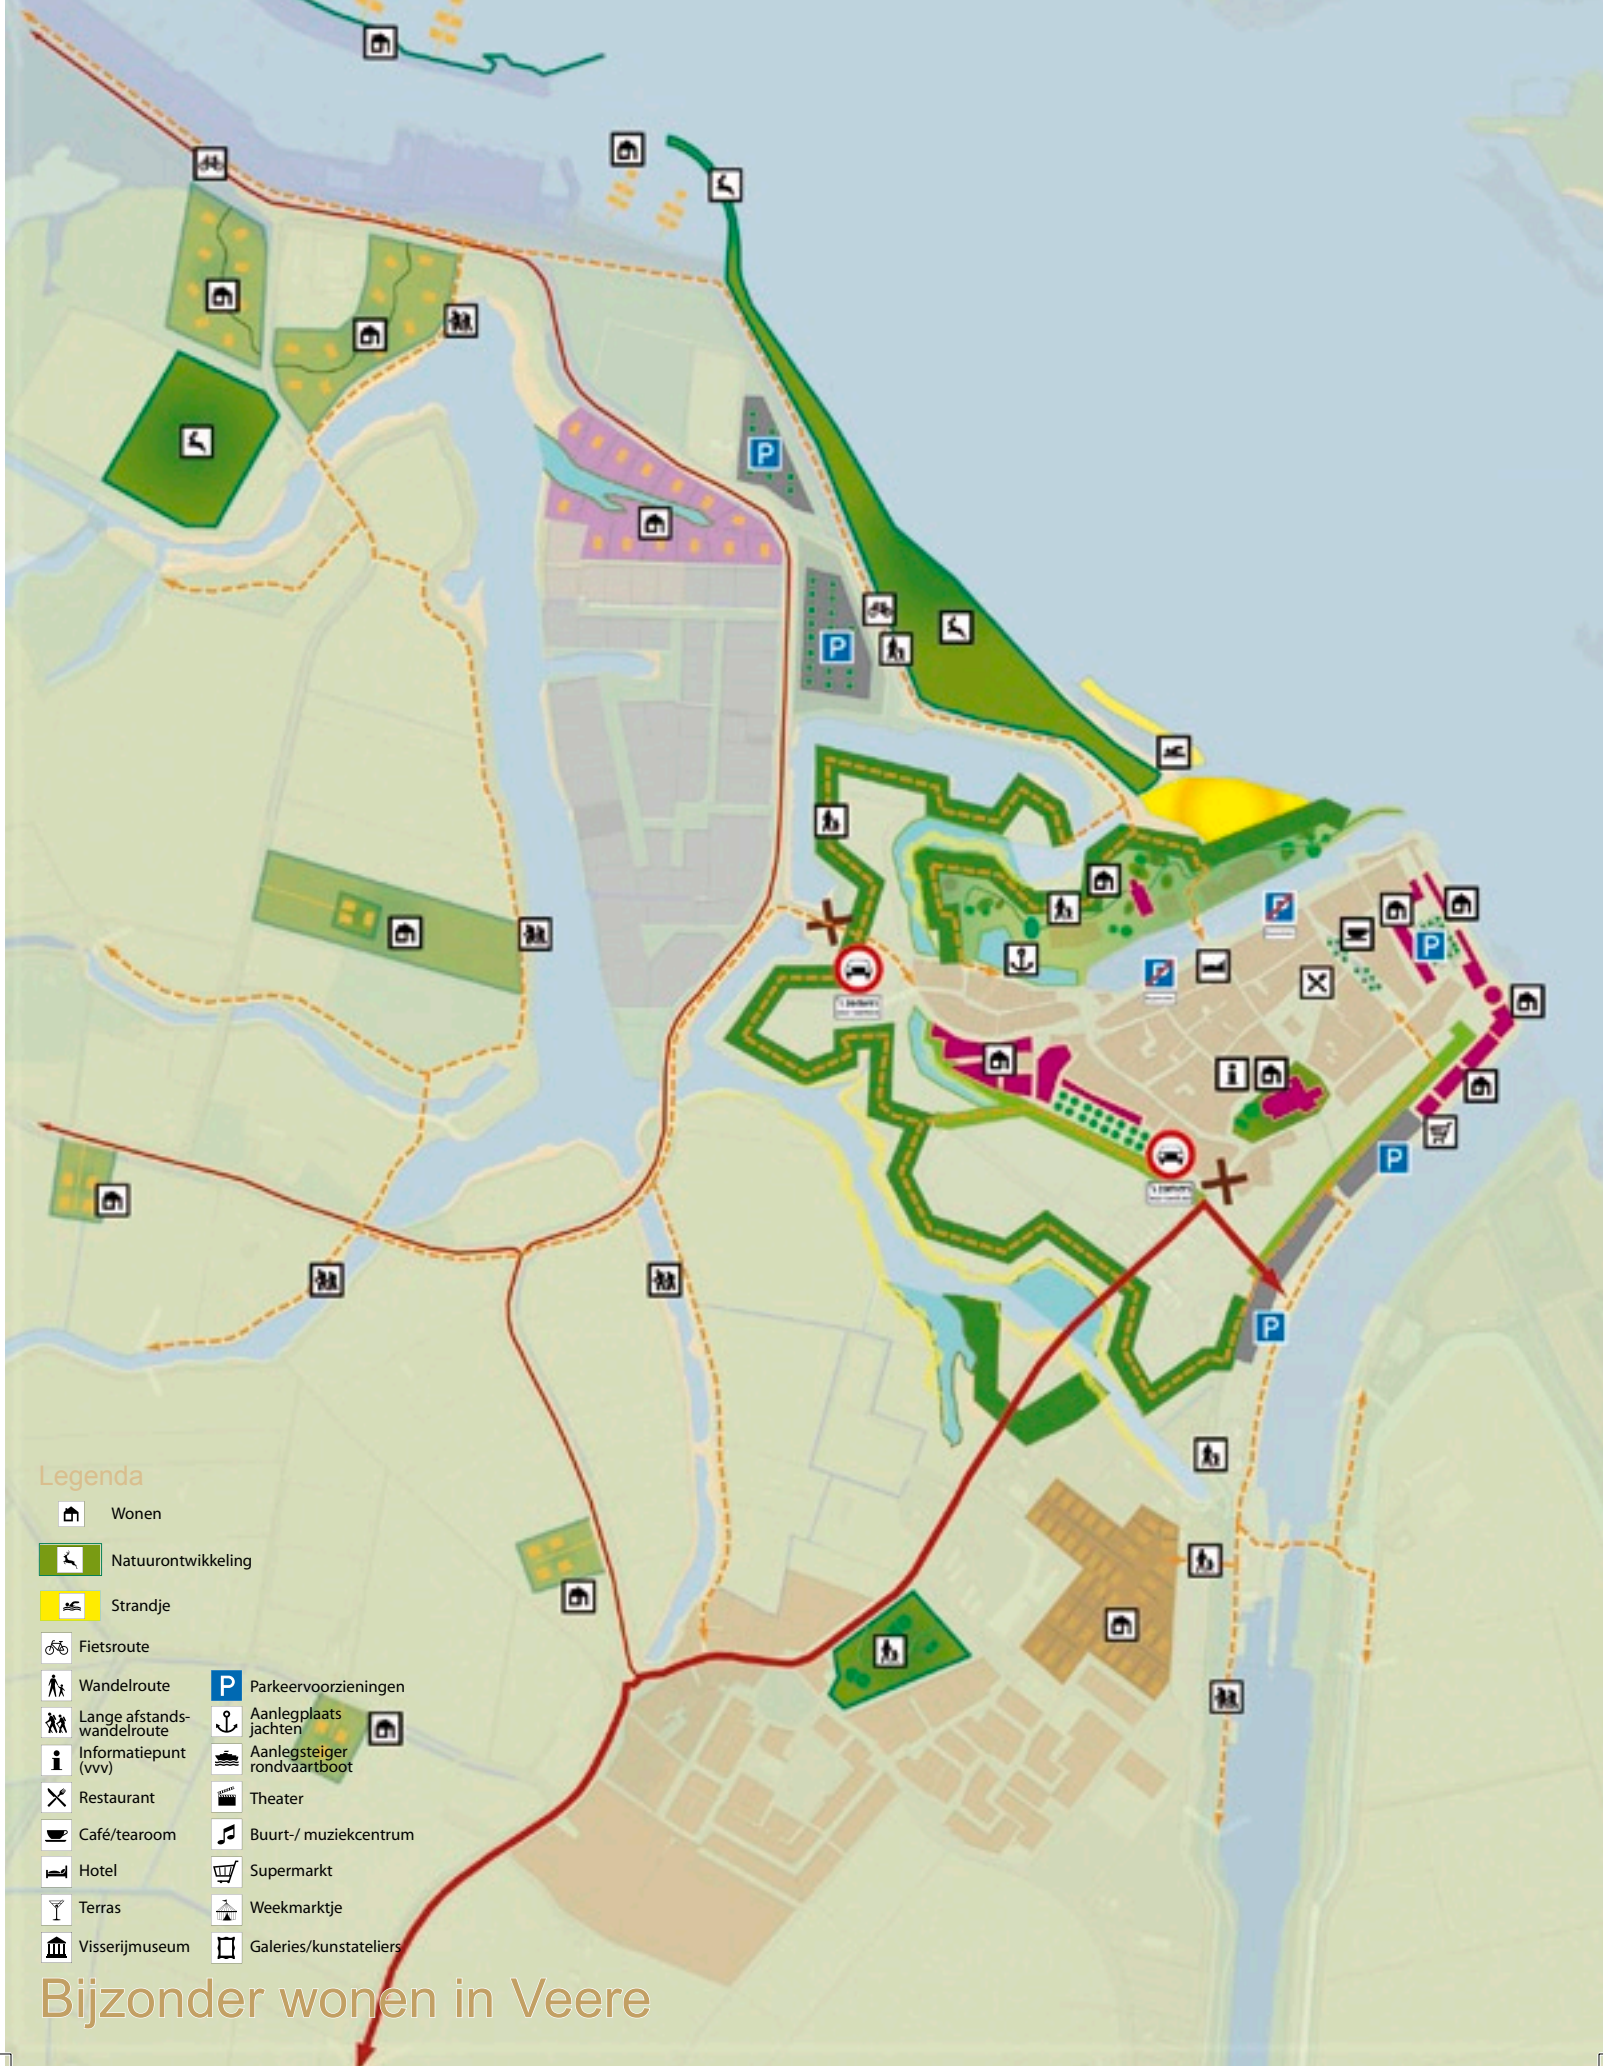 P
P
P
P
P
P
P
P
i
Legenda
Wonen
Natuurontwikkeling
Strandje
Fietsroute
Wandelroute
Lange afstands-
wandelroute
i
Informatiepunt
(vvv)
Restaurant
Café/tearoom
Hotel
Terras
Visserijmuseum
P
Parkeervoorzieningen
Aanlegplaats
jachten
Aanlegsteiger
rondvaartboot
Theater
Buurt-/ muziekcentrum
Supermarkt
Weekmarktje
Galeries/kunstateliers
Bijzonder wonen in Veere